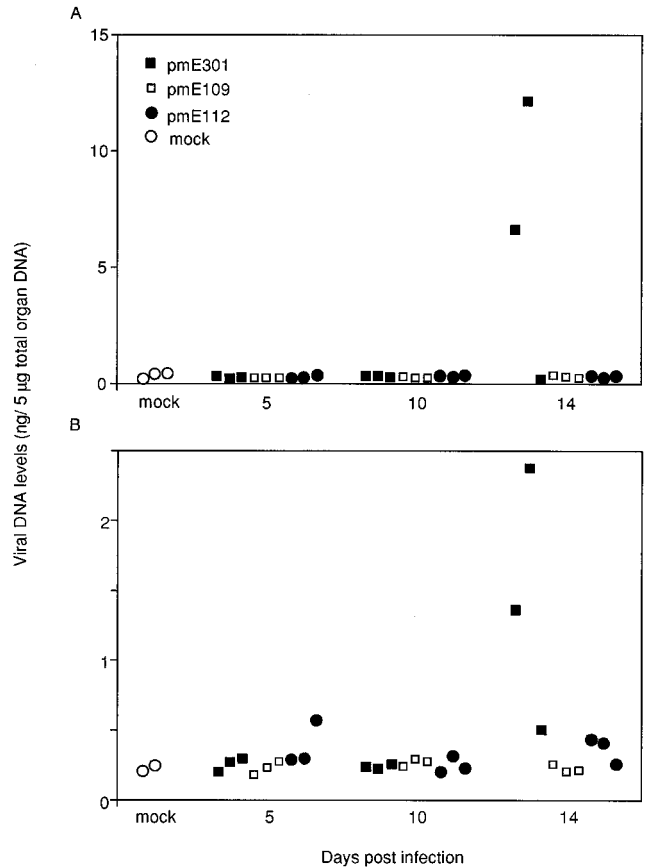 A
15
10
5
0
pmE301
pmE109
pmE112
mock
mock
5
10
14
Viral DNA levels (ng/ 5 µg total organ DNA)
B
2
1
0
mock
5
10
14
Days post infection